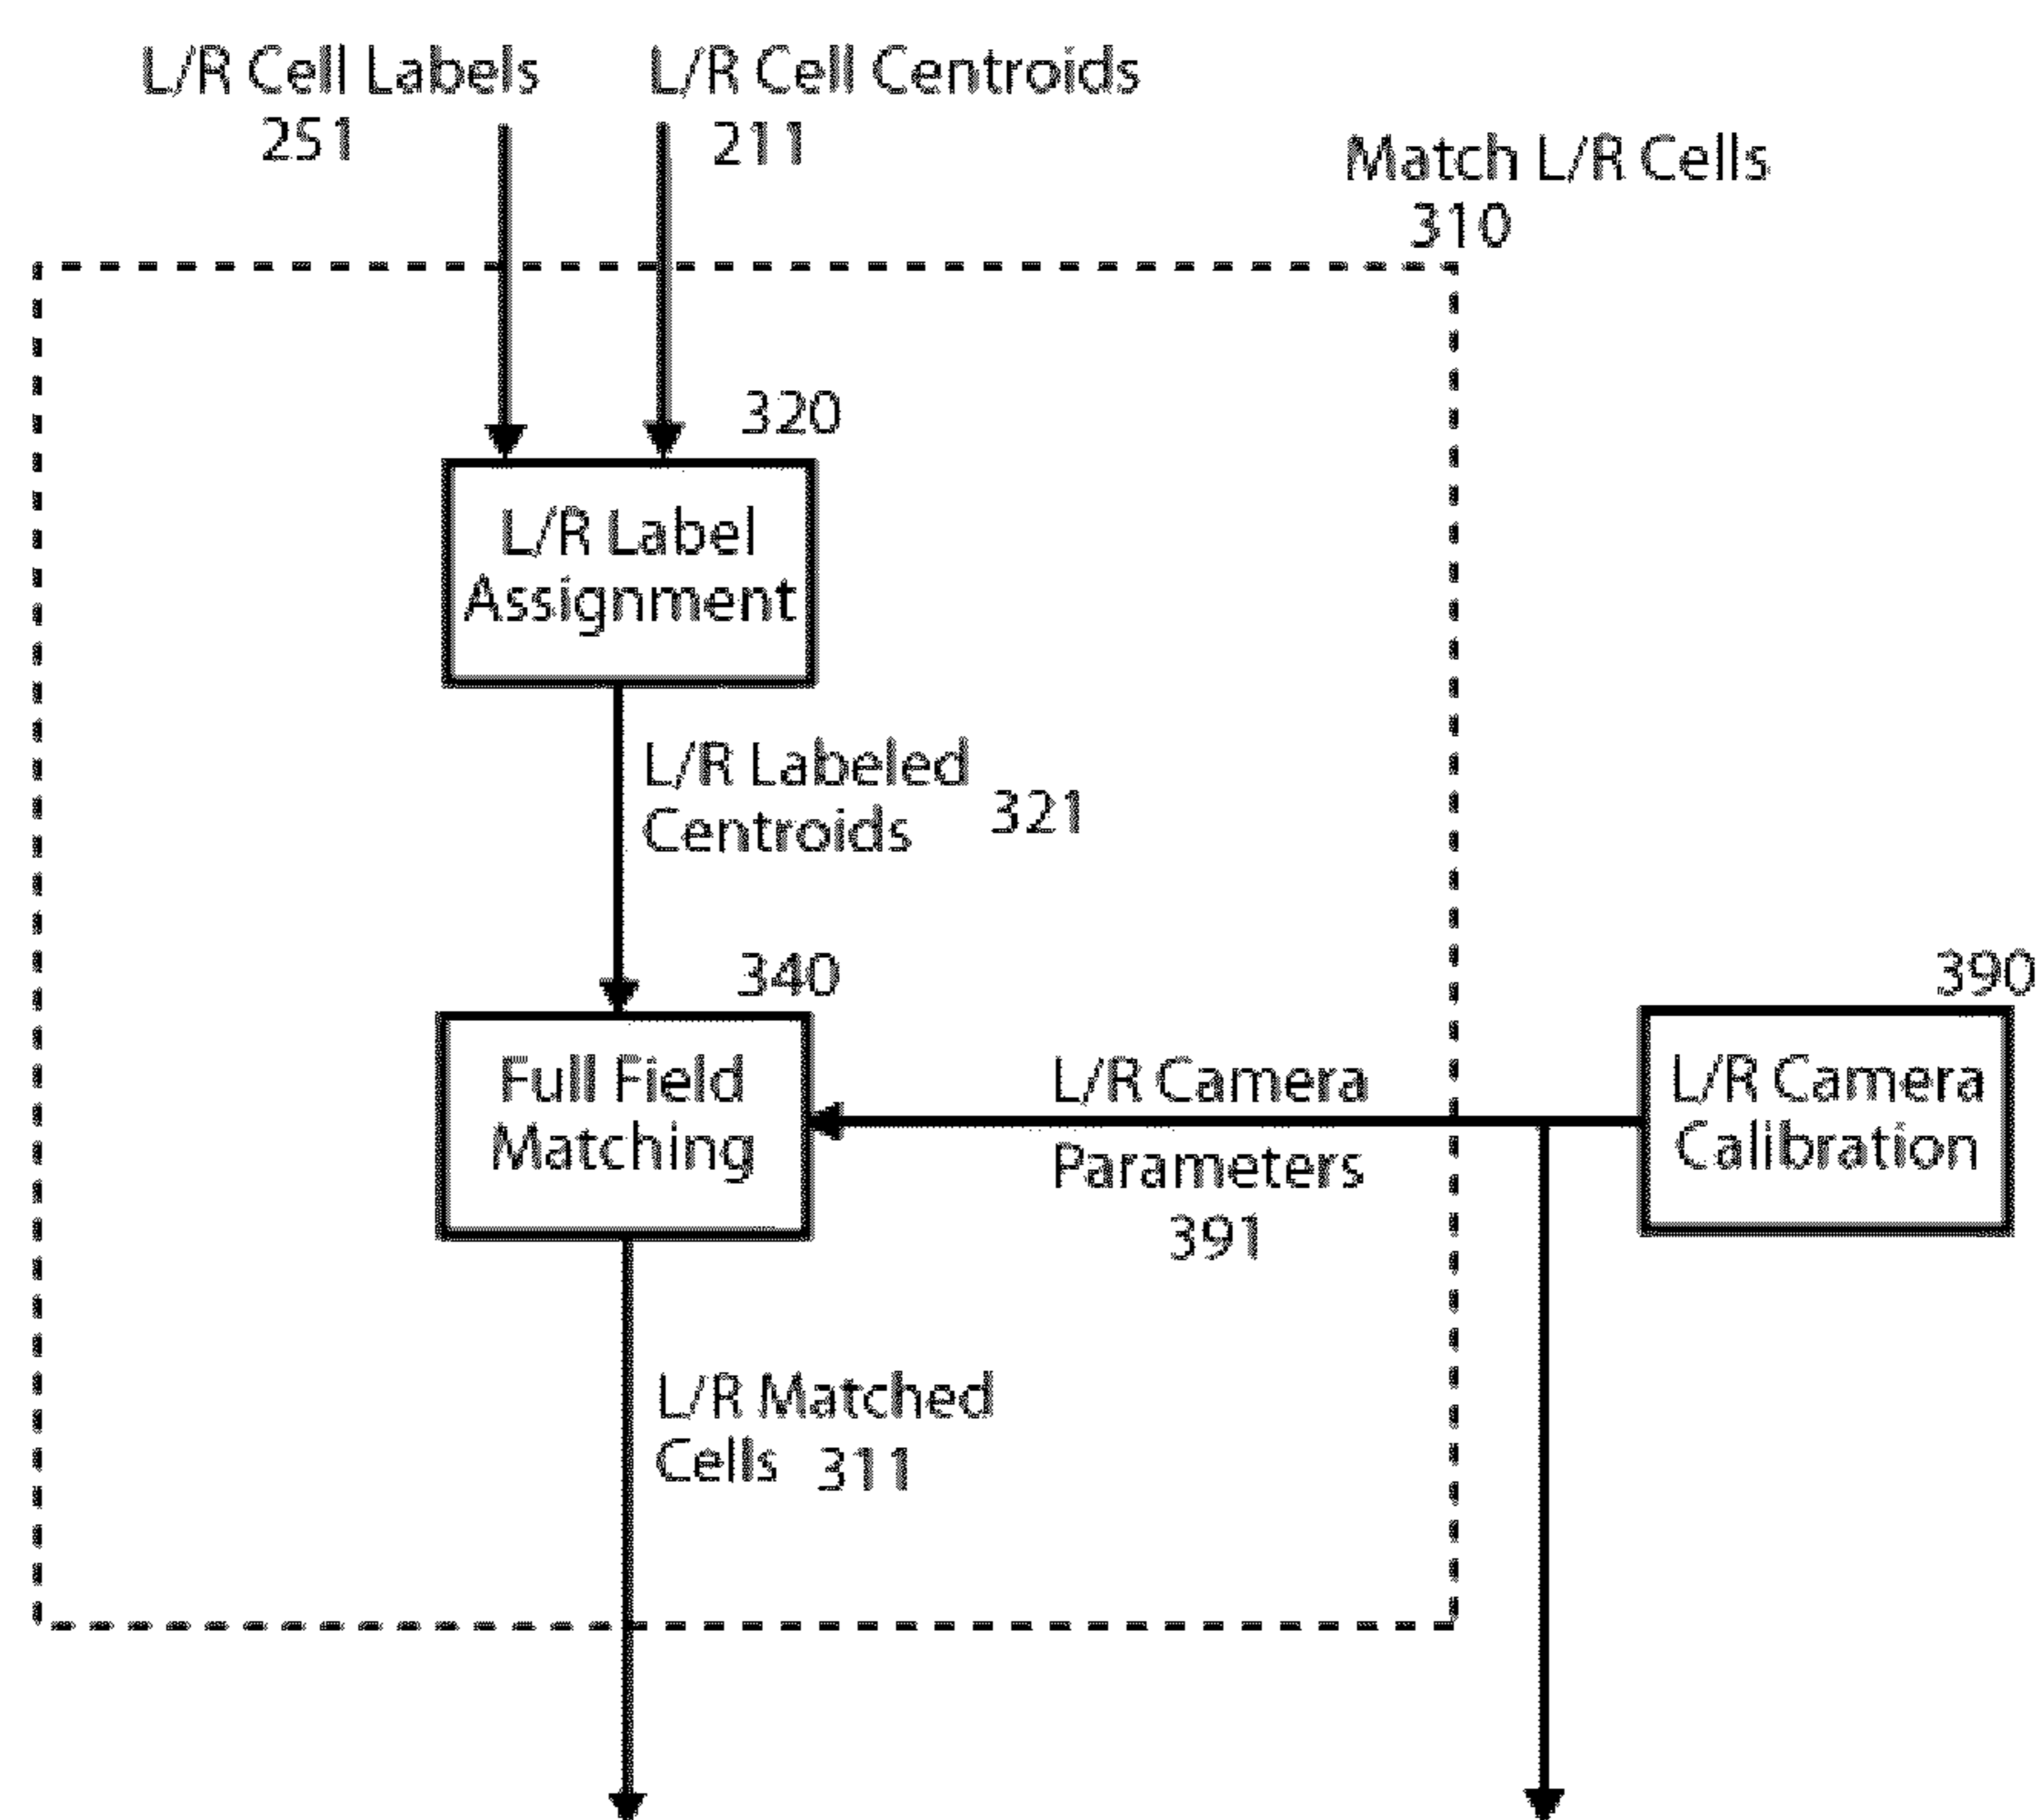 L/R Cell Labels
251
L/R Cell Centroids
211
Match L/R Cells
310
320
L/R Label
Assignment
L/R Labeled
Centroids 321
340
Full Field
Matching
L/R Camera
Parameters
391
390
L/R Camera
Calibration
L/R Matched
Cells 311